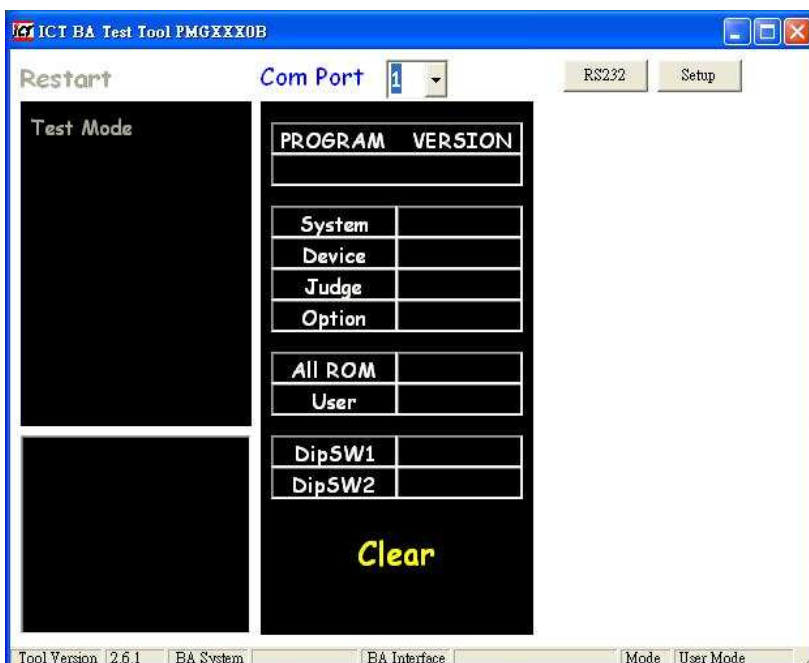 ICT ICT BA Test Tool PMGXXX0B
Restart Com Port 1 RS232 Setup
Test Mode
PROGRAM VERSION
System
Device
Judge
Option
All ROM
User
DipSW1
DipSW2
Clear
Tool Version 2.6.1 BA System BA Interface Mode User Mode